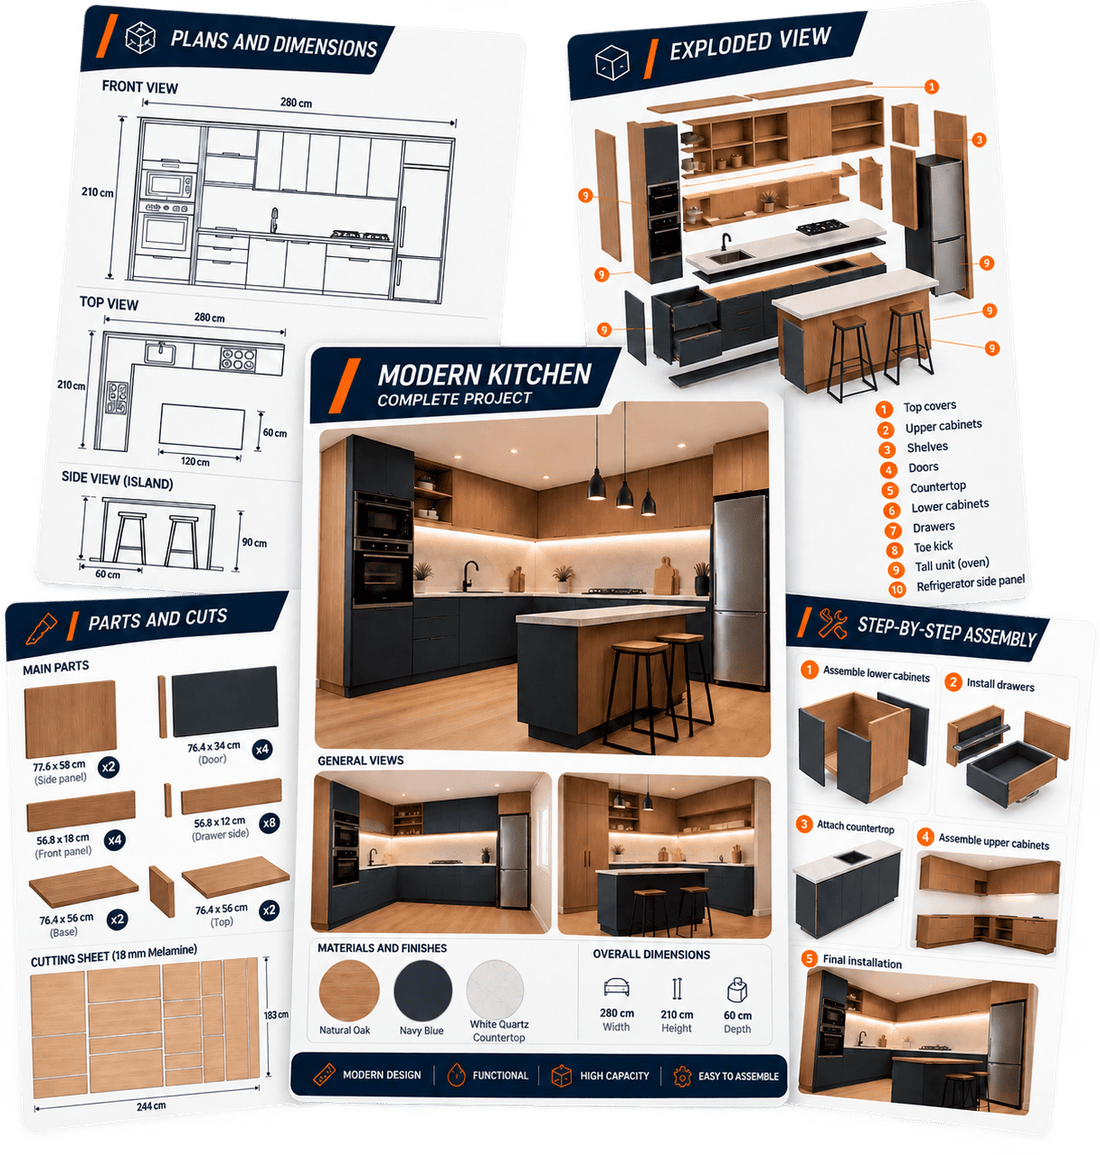 PLANS AND DIMENSIONS
FRONT VIEW
280 cm
210 cm
TOP VIEW
280 cm
210 cm
60 cm
120 cm
SIDE VIEW (ISLAND)
90 cm
60 cm
EXPLODED VIEW
1
3
9
9
9
9
9
9
1 Top covers
2 Upper cabinets
3 Shelves
4 Doors
5 Countertop
6 Lower cabinets
7 Drawers
8 Toe kick
9 Tall unit (oven)
10 Refrigerator side panel
MODERN KITCHEN
COMPLETE PROJECT
GENERAL VIEWS
MATERIALS AND FINISHES
Natural Oak
Navy Blue
White Quartz
Countertop
OVERALL DIMENSIONS
280 cm
Width
210 cm
Height
60 cm
Depth
MODERN DESIGN
FUNCTIONAL
HIGH CAPACITY
EASY TO ASSEMBLE
PARTS AND CUTS
MAIN PARTS
77.6 x 58 cm
(Side panel)
x2
76.4 x 34 cm
(Door)
x4
56.8 x 18 cm
(Front panel)
x4
56.8 x 12 cm
(Drawer side)
x8
76.4 x 56 cm
(Base)
x2
76.4 x 56 cm
(Top)
x2
CUTTING SHEET (18 mm Melamine)
183 cm
244 cm
STEP-BY-STEP ASSEMBLY
1 Assemble lower cabinets
2 Install drawers
3 Attach countertop
4 Assemble upper cabinets
5 Final installation